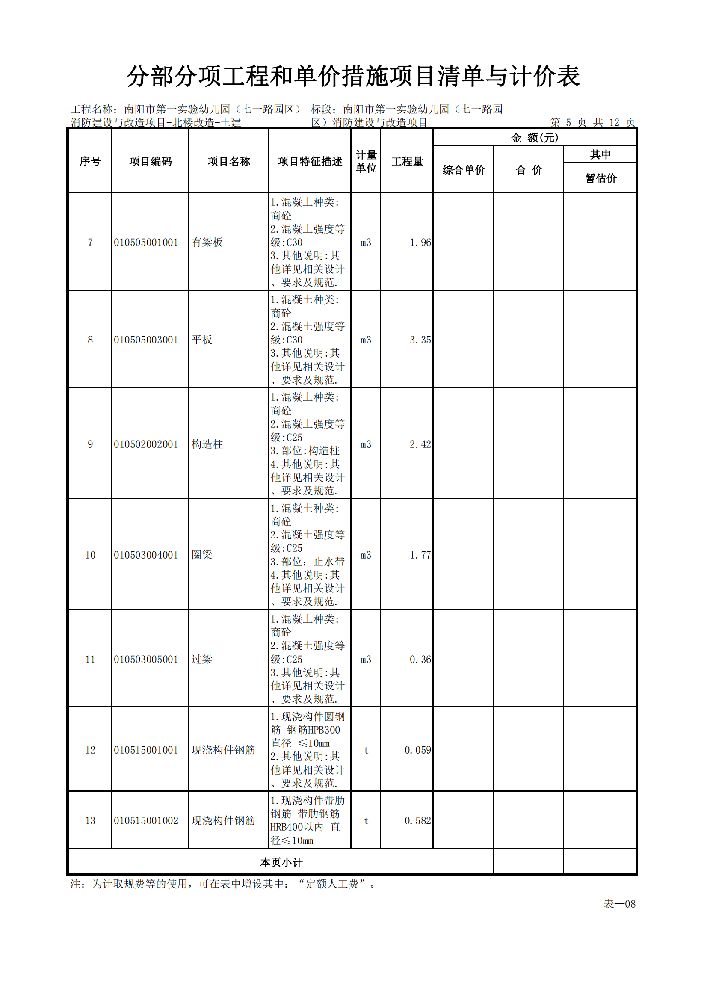 分部分项工程和单价措施项目清单与计价表
工程名称：南阳市第一实验幼儿园（七一路园区）
消防建设与改造项目-北楼改造-土建
标段：南阳市第一实验幼儿园（七一路园
区）消防建设与改造项目
第 5 页 共 12 页
序号
项目编码
项目名称
项目特征描述
计量
单位
工程量
金 额(元)
综合单价
合 价
其中
暂估价
7
010505001001
有梁板
1.混凝土种类:
商砼
2.混凝土强度等
级:C30
3.其他说明:其
他详见相关设计
、要求及规范.
m3
1.96
8
010505003001
平板
1.混凝土种类:
商砼
2.混凝土强度等
级:C30
3.其他说明:其
他详见相关设计
、要求及规范.
m3
3.35
9
010502002001
构造柱
1.混凝土种类:
商砼
2.混凝土强度等
级:C25
3.部位:构造柱
4.其他说明:其
他详见相关设计
、要求及规范.
m3
2.42
10
010503004001
圈梁
1.混凝土种类:
商砼
2.混凝土强度等
级:C25
3.部位：止水带
4.其他说明:其
他详见相关设计
、要求及规范.
m3
1.77
11
010503005001
过梁
1.混凝土种类:
商砼
2.混凝土强度等
级:C25
3.其他说明:其
他详见相关设计
、要求及规范.
m3
0.36
12
010515001001
现浇构件钢筋
1.现浇构件圆钢
筋 钢筋HPB300
直径 ≤10mm
2.其他说明:其
他详见相关设计
、要求及规范.
t
0.059
13
010515001002
现浇构件钢筋
1.现浇构件带肋
钢筋 带肋钢筋
HRB400以内 直
径≤10mm
t
0.582
本页小计
注：为计取规费等的使用，可在表中增设其中：“定额人工费”。
表—08